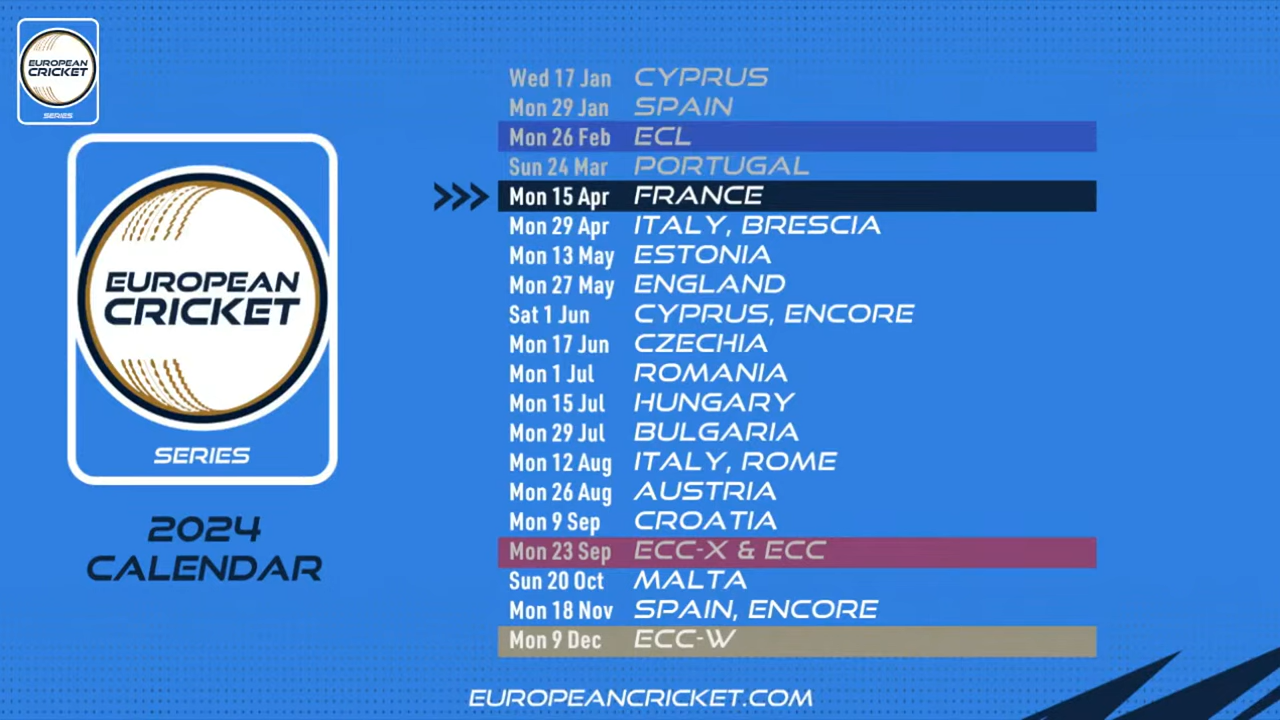 EUROPEAN
CRICKET
SERIES
EUROPEAN
CRICKET
SERIES
2024
CALENDAR
Wed 17 Jan CYPRUS
Mon 29 Jan SPAIN
Mon 26 Feb ECL
Sun 24 Mar PORTUGAL
>>> Mon 15 Apr FRANCE
Mon 29 Apr ITALY, BRESCIA
Mon 13 May ESTONIA
Mon 27 May ENGLAND
Sat 1 Jun CYPRUS, ENCORE
Mon 17 Jun CZECHIA
Mon 1 Jul ROMANIA
Mon 15 Jul HUNGARY
Mon 29 Jul BULGARIA
Mon 12 Aug ITALY, ROME
Mon 26 Aug AUSTRIA
Mon 9 Sep CROATIA
Mon 23 Sep ECC-X & ECC
Sun 20 Oct MALTA
Mon 18 Nov SPAIN, ENCORE
Mon 9 Dec ECC-W
EUROPEANCRICKET.COM